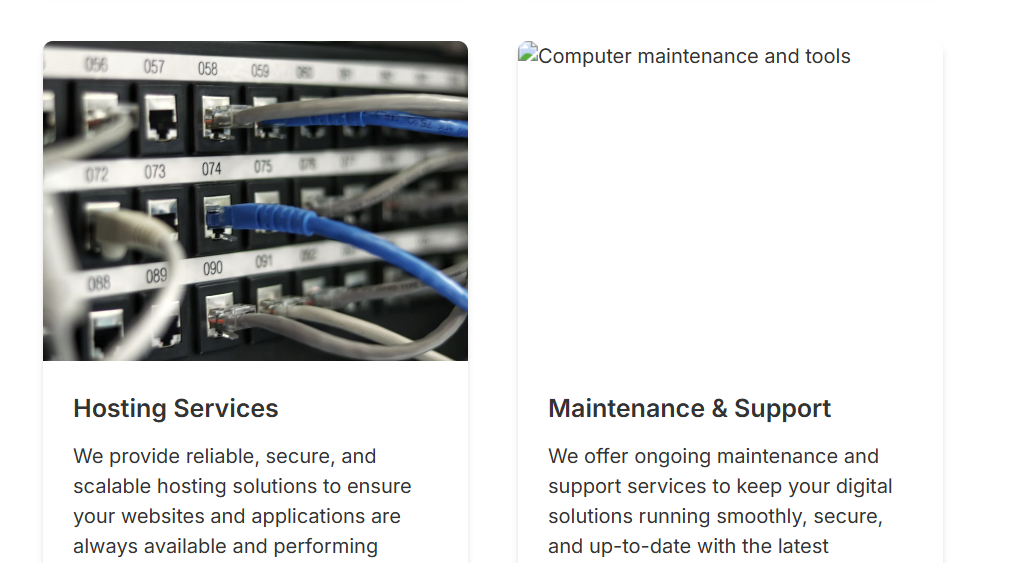 056 057 058 059 060
Computer maintenance and tools
072 073 074 075 076
088 089 090 091 092
Hosting Services
We provide reliable, secure, and
scalable hosting solutions to ensure
your websites and applications are
always available and performing
Maintenance & Support
We offer ongoing maintenance and
support services to keep your digital
solutions running smoothly, secure,
and up-to-date with the latest